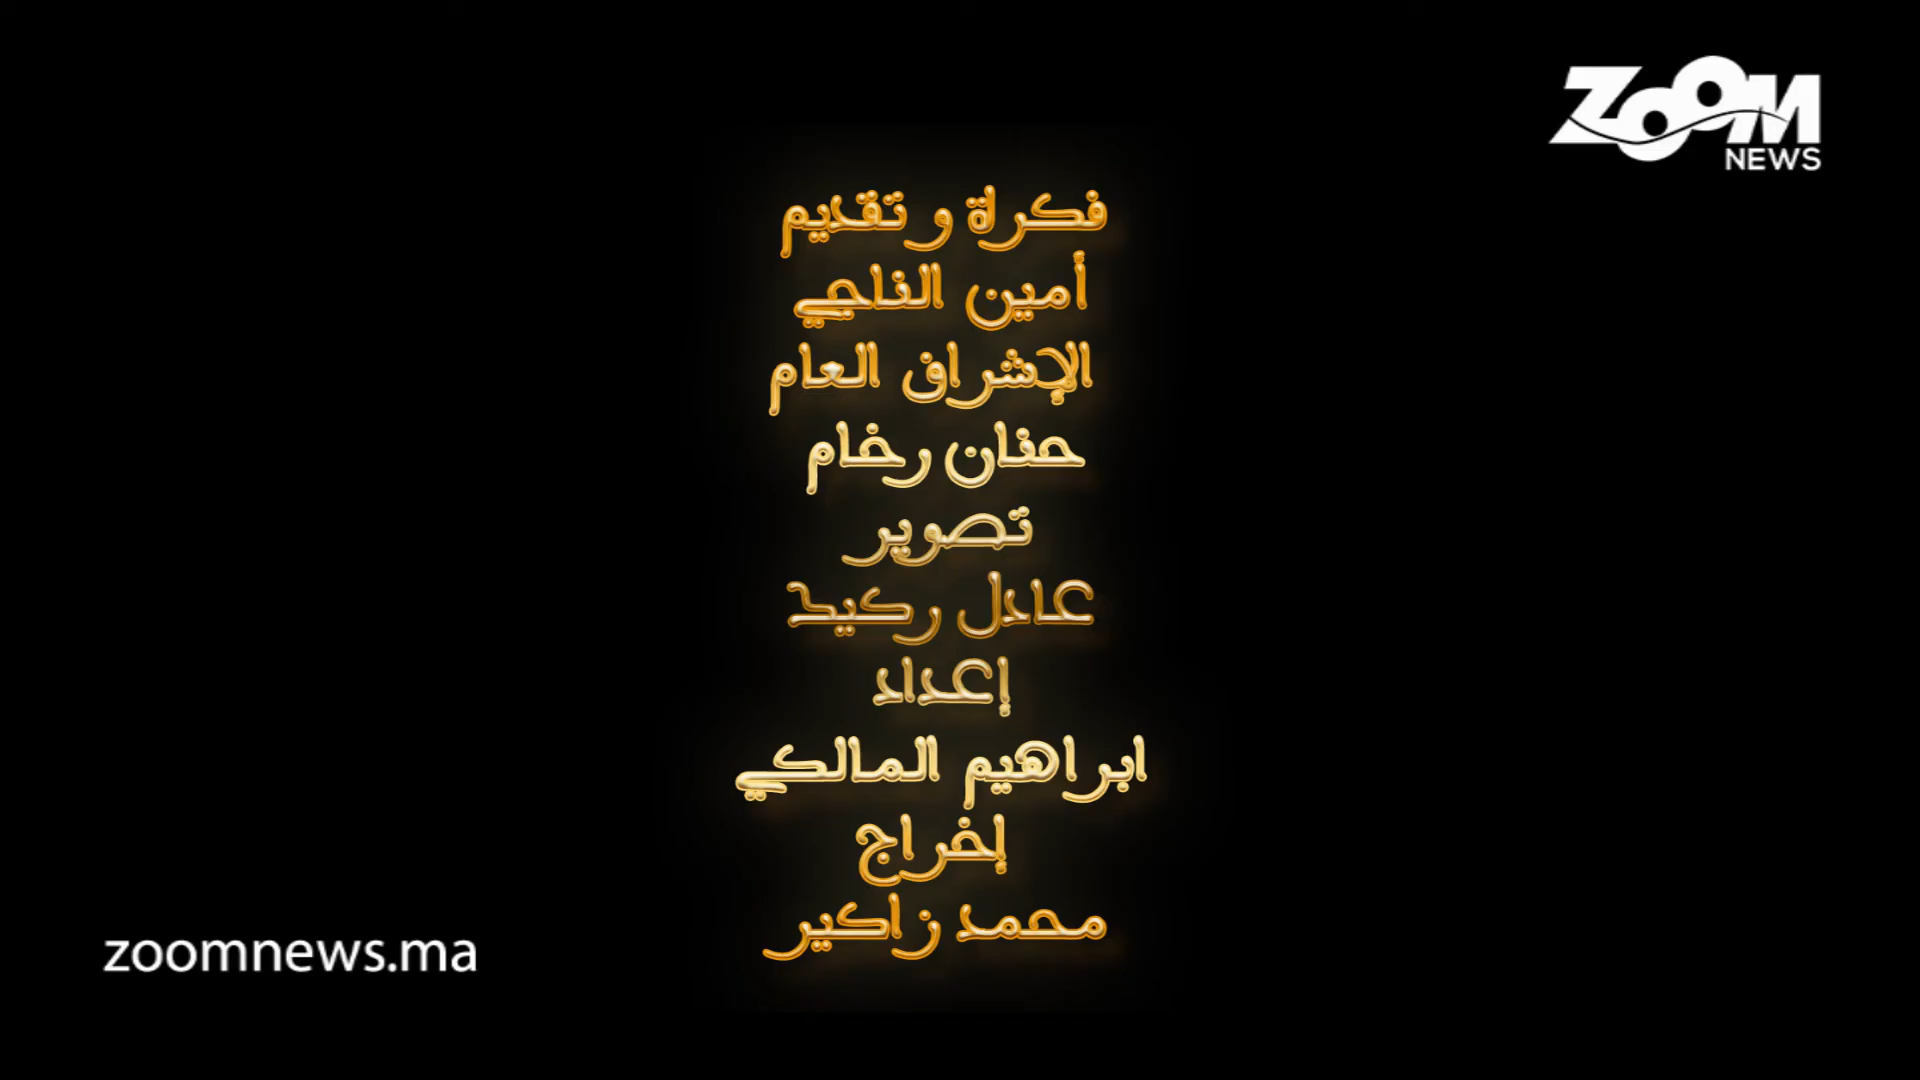 ZOOM
NEWS
فكرة و تقديم
أمين الناجي
الإشراق العام
حنان رخام
تصوير
عادل ركيد
إعداد
ابراهيم المالكي
إخراج
محمد زاكير
zoomnews.ma